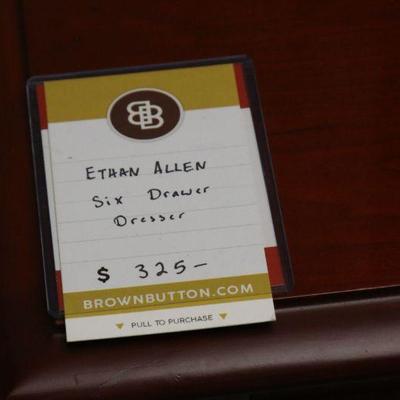 BB
ETHAN ALLEN
Six Drawer
Dresser
$ 325-
BROWNBUTTON.COM
PULL TO PURCHASE